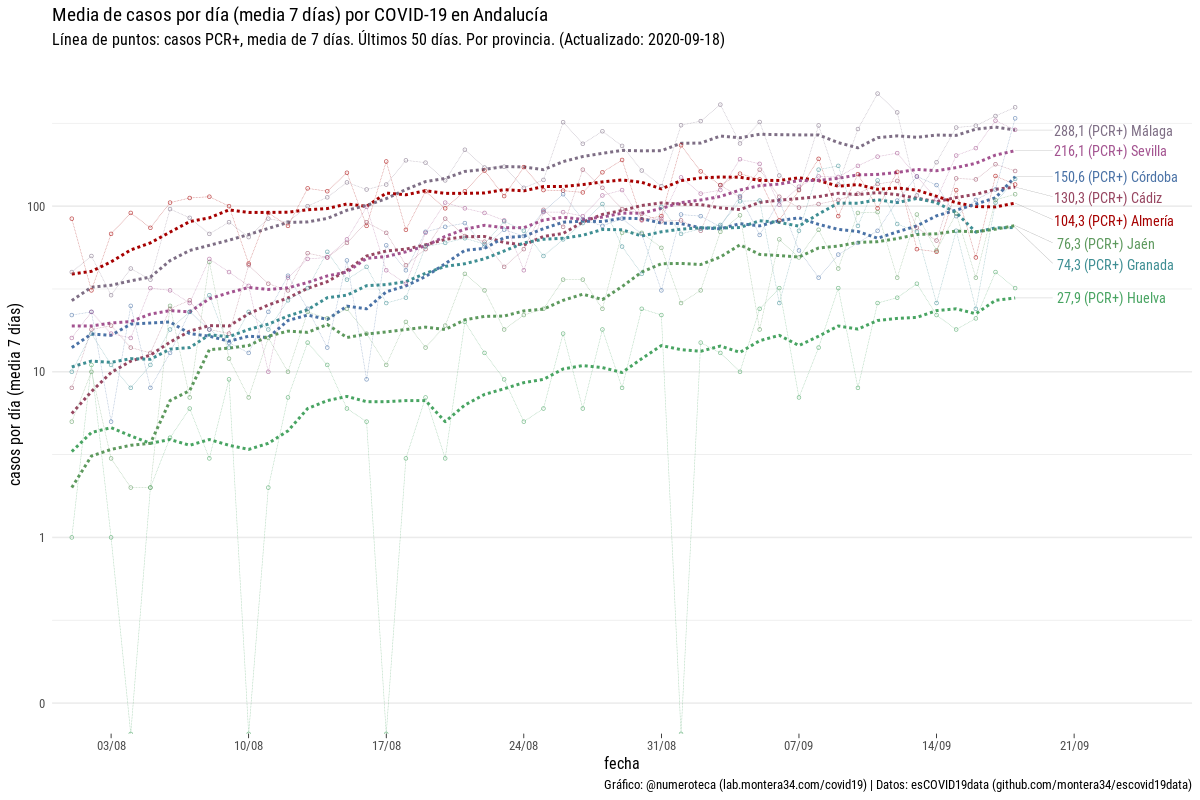 Media de casos por día (media 7 días) por COVID-19 en Andalucía
Línea de puntos: casos PCR+, media de 7 días. Últimos 50 días. Por provincia. (Actualizado: 2020-09-18)
casos por día (media 7 días)
100
10
1
0
288,1 (PCR+) Málaga
216,1 (PCR+) Sevilla
150,6 (PCR+) Córdoba
130,3 (PCR+) Cádiz
104,3 (PCR+) Almería
76,3 (PCR+) Jaén
74,3 (PCR+) Granada
27,9 (PCR+) Huelva
03/08 10/08 17/08 24/08 31/08 07/09 14/09 21/09
fecha
Gráfico: @numeroteca (lab.montera34.com/covid19) | Datos: esCOVID19data (github.com/montera34/escovid19data)